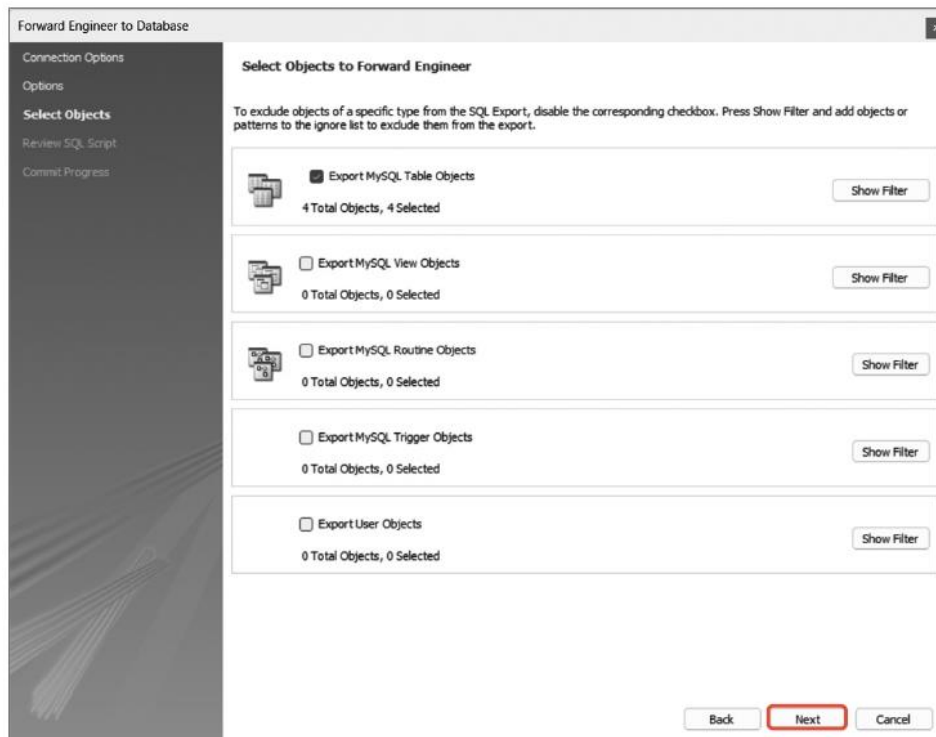 Forward Engineer to Database
Connection Options
Options
Select Objects
Review SQL Script
Commit Progress
Select Objects to Forward Engineer
To exclude objects of a specific type from the SQL Export, disable the corresponding checkbox. Press Show Filter and add objects or
patterns to the ignore list to exclude them from the export.
Export MySQL Table Objects
4 Total Objects, 4 Selected
Show Filter
Export MySQL View Objects
0 Total Objects, 0 Selected
Show Filter
Export MySQL Routine Objects
0 Total Objects, 0 Selected
Show Filter
Export MySQL Trigger Objects
0 Total Objects, 0 Selected
Show Filter
Export User Objects
0 Total Objects, 0 Selected
Show Filter
Back Next Cancel